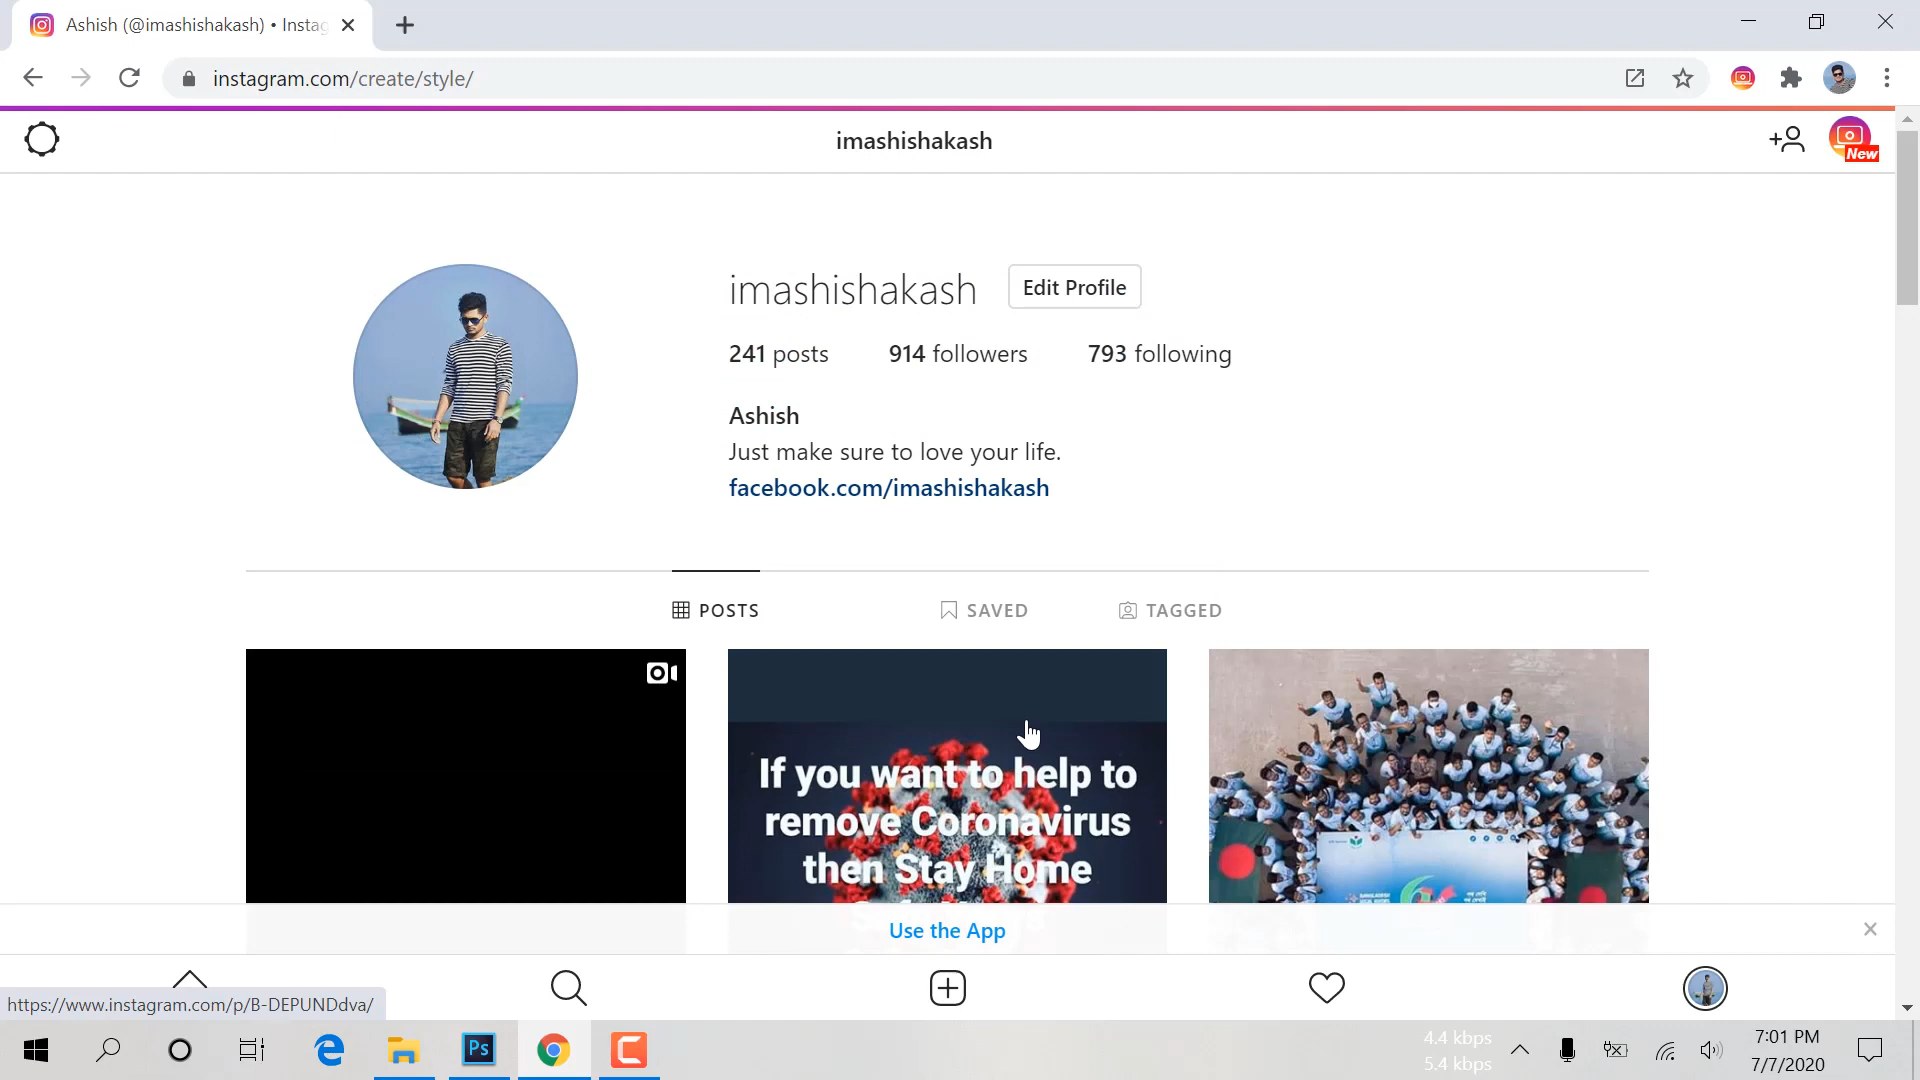 Ashish (@imashishakash) • Instag
instagram.com/create/style/
imashishakash
New
imashishakash
Edit Profile
241 posts
914 followers
793 following
Ashish
Just make sure to love your life.
facebook.com/imashishakash
POSTS
SAVED
TAGGED
If you want to help to
remove Coronavirus
then Stay Home
Use the App
https://www.instagram.com/p/B-DEPUNDdva/
Ps
4.4 kbps
5.4 kbps
7:01 PM
7/7/2020